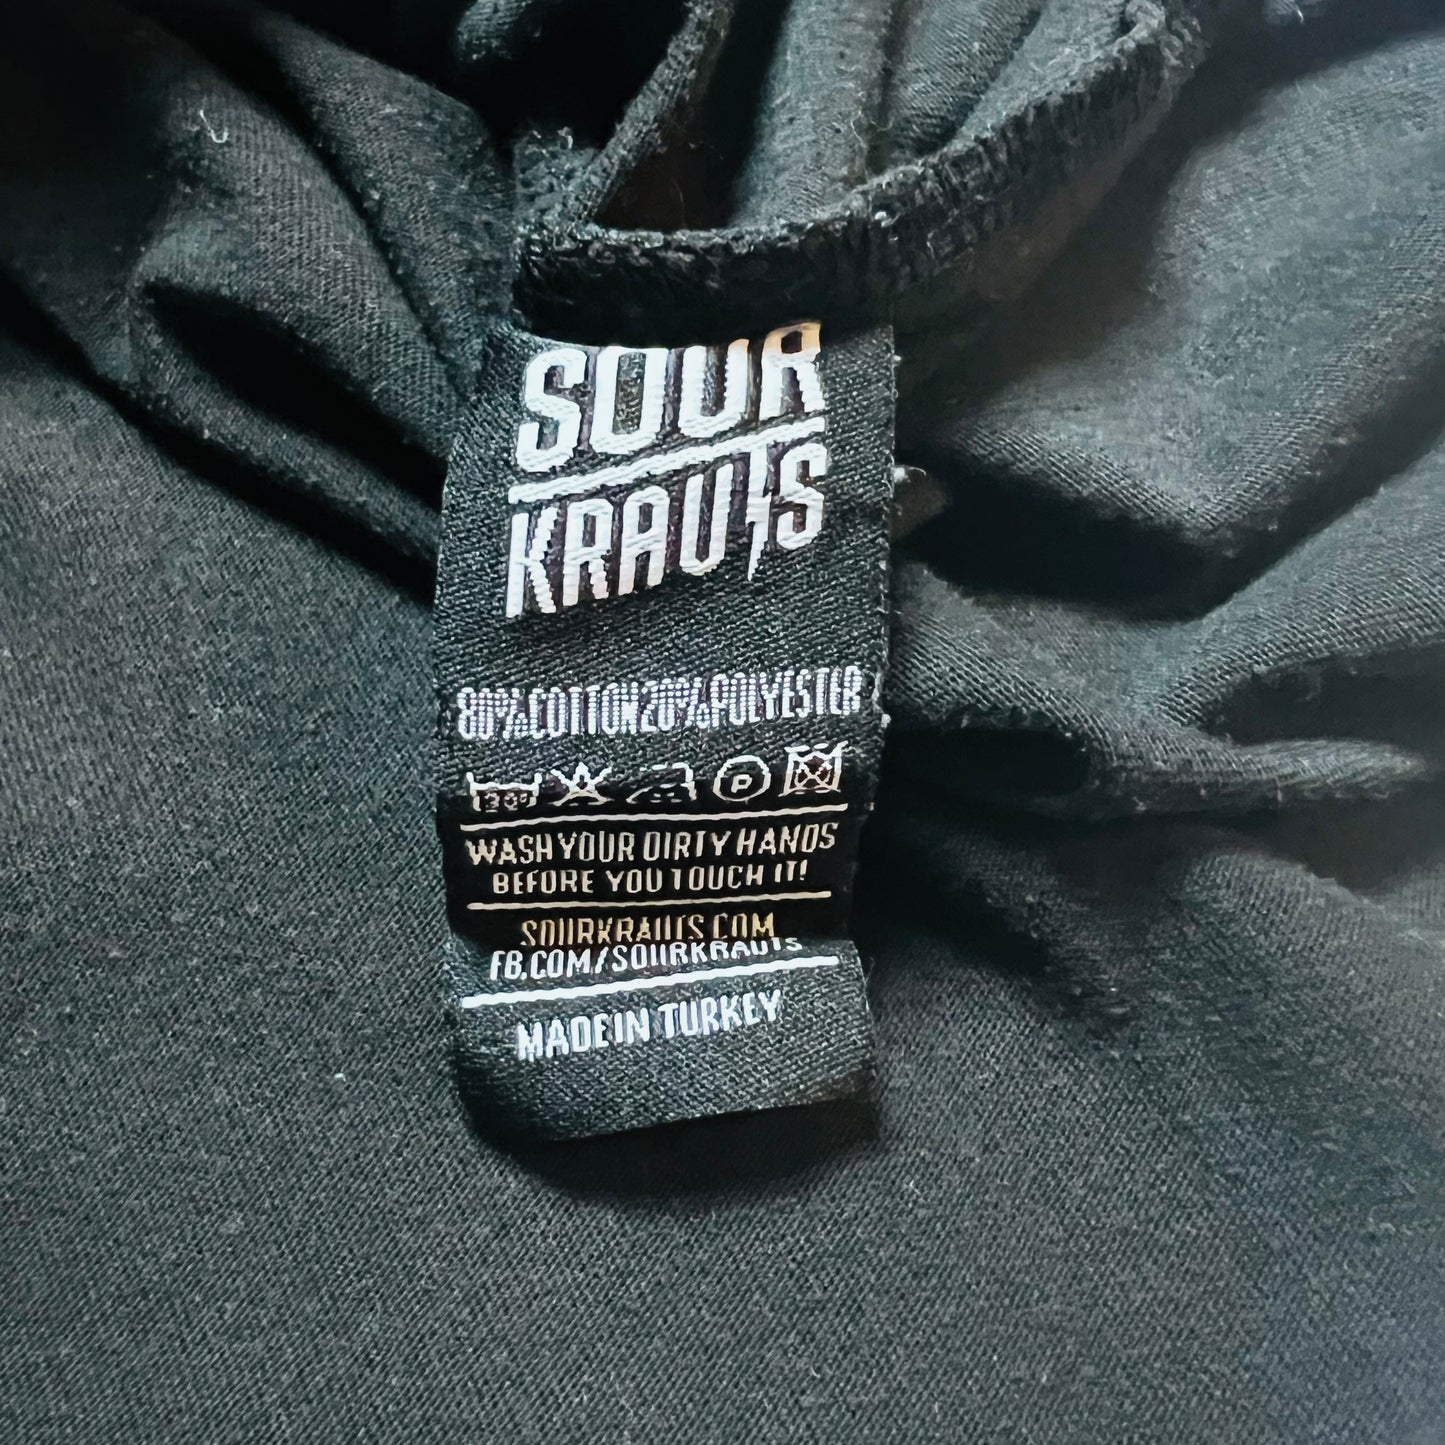 SOUR
KRAUTS
80%COTTON20%POLYESTER
30° P
WASH YOUR DIRTY HANDS
BEFORE YOU TOUCH IT!
SOURKRAUTS.COM
FB.COM/SOURKRAUTS
MADE IN TURKEY